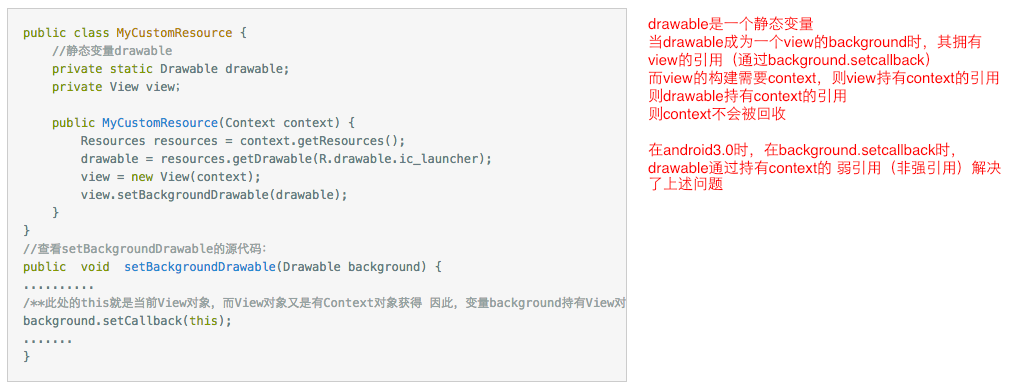 public class MyCustomResource {
//静态变量drawable
private static Drawable drawable;
private View view;
public MyCustomResource(Context context) {
Resources resources = context.getResources();
drawable = resources.getDrawable(R.drawable.ic_launcher);
view = new View(context);
view.setBackgroundDrawable(drawable);
}
}
//查看setBackgroundDrawable的源代码：
public  void  setBackgroundDrawable(Drawable background) {
..........
/**此处的this就是当前View对象，而View对象又是有Context对象获得 因此，变量background持有View对
background.setCallback(this);
.......
}
drawable是一个静态变量
当drawable成为一个view的background时，其拥有
view的引用（通过background.setcallback）
而view的构建需要context，则view持有context的引用
则drawable持有context的引用
则context不会被回收
在android3.0时，在background.setcallback时，
drawable通过持有context的 弱引用（非强引用）解决
了上述问题